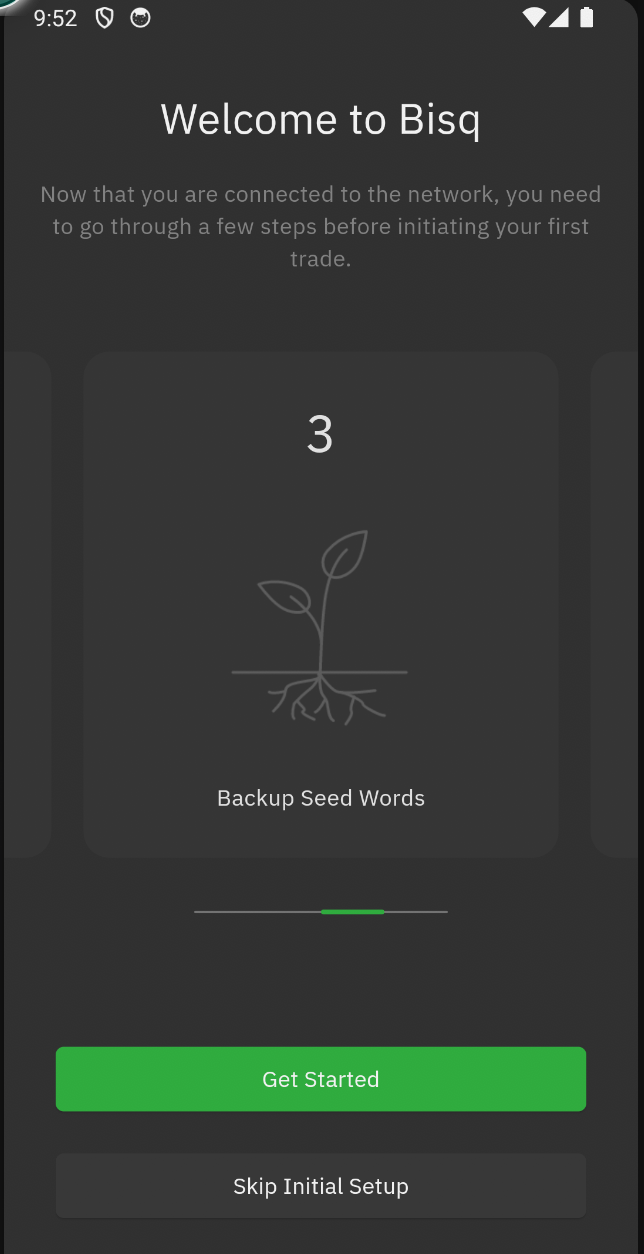 9:52
Welcome to Bisq
Now that you are connected to the network, you need
to go through a few steps before initiating your first
trade.
3
Backup Seed Words
Get Started
Skip Initial Setup